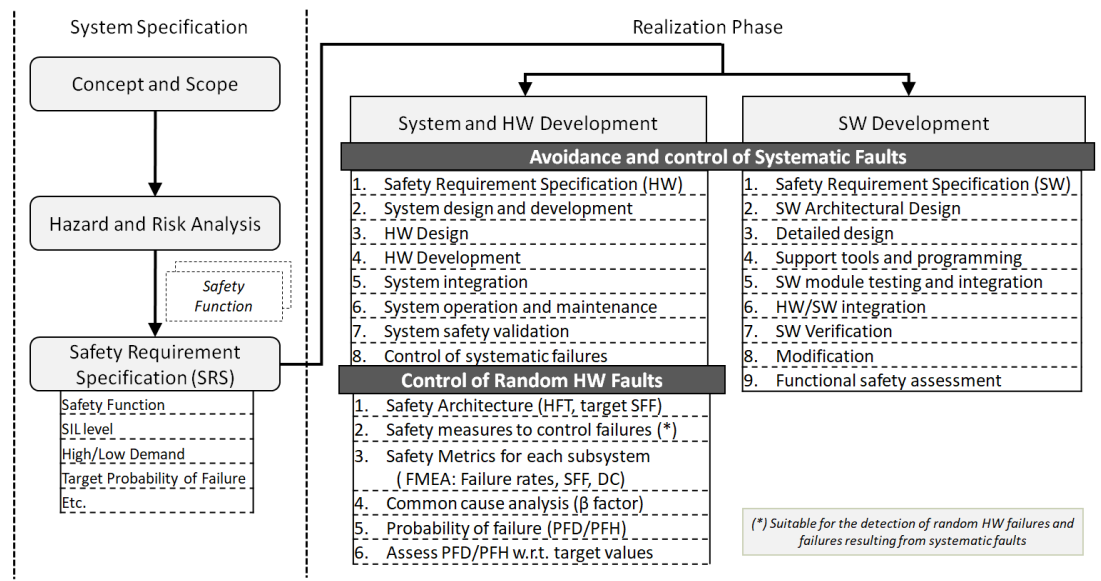 System Specification
Concept and Scope
Hazard and Risk Analysis
Safety
Function
Safety Requirement
Specification (SRS)
Safety Function
SIL level
High/Low Demand
Target Probability of Failure
Etc.
Realization Phase
System and HW Development
SW Development
Avoidance and control of Systematic Faults
1. Safety Requirement Specification (HW)
2. System design and development
3. HW Design
4. HW Development
5. System integration
6. System operation and maintenance
7. System safety validation
8. Control of systematic failures
1. Safety Requirement Specification (SW)
2. SW Architectural Design
3. Detailed design
4. Support tools and programming
5. SW module testing and integration
6. HW/SW integration
7. SW Verification
8. Modification
9. Functional safety assessment
Control of Random HW Faults
1. Safety Architecture (HFT, target SFF)
2. Safety measures to control failures (*)
3. Safety Metrics for each subsystem
( FMEA: Failure rates, SFF, DC)
4. Common cause analysis (β factor)
5. Probability of failure (PFD/PFH)
6. Assess PFD/PFH w.r.t. target values
(*) Suitable for the detection of random HW failures and
failures resulting from systematic faults